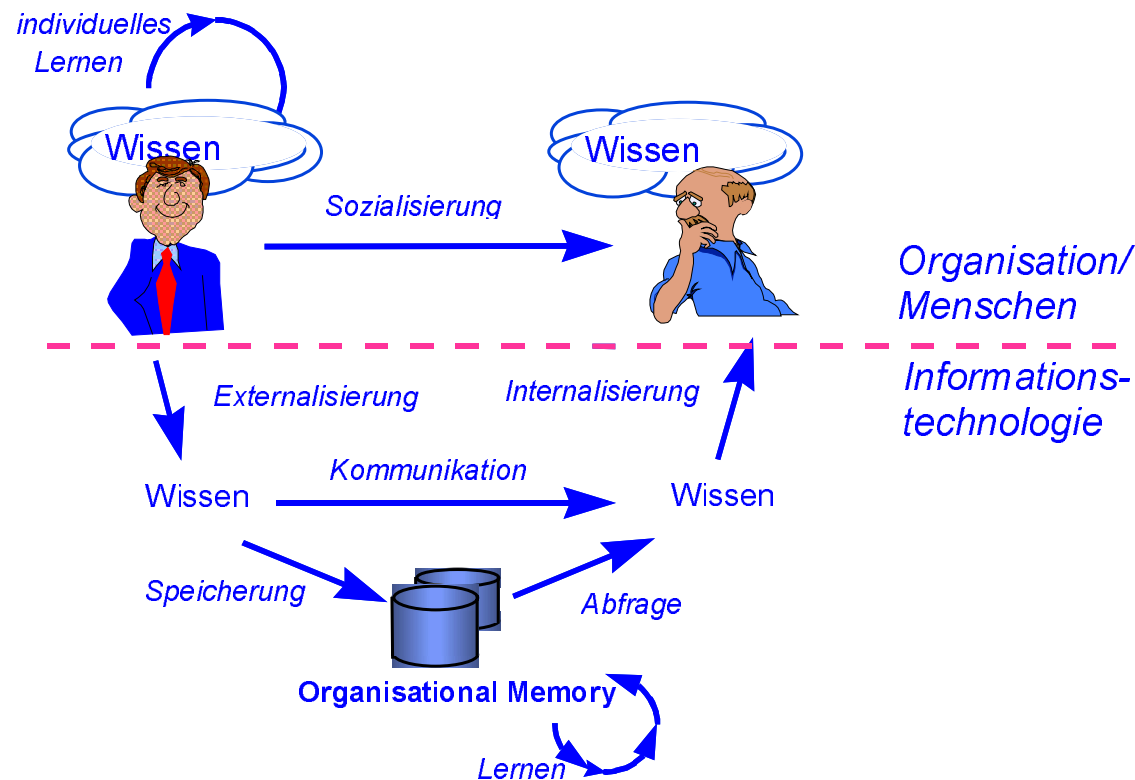 individuelles
Lernen
Wissen
Wissen
Sozialisierung
Organisation/
Menschen
Informations-
technologie
Externalisierung
Internalisierung
Kommunikation
Wissen
Wissen
Speicherung
Abfrage
Organisational Memory
Lernen